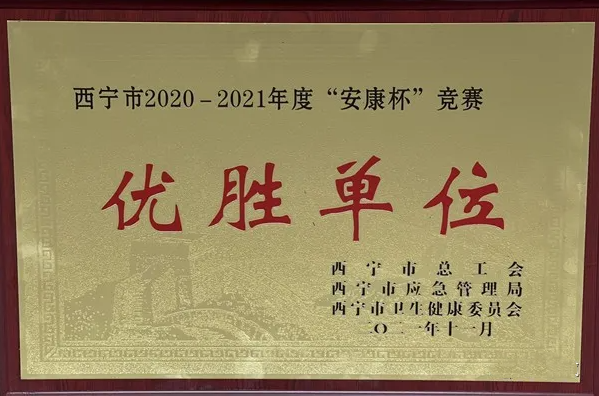 西宁市2020-2021年度“安康杯”竞赛
优胜单位
西宁市总工会
西宁市应急管理局
西宁市卫生健康委员会
二〇二一年十一月